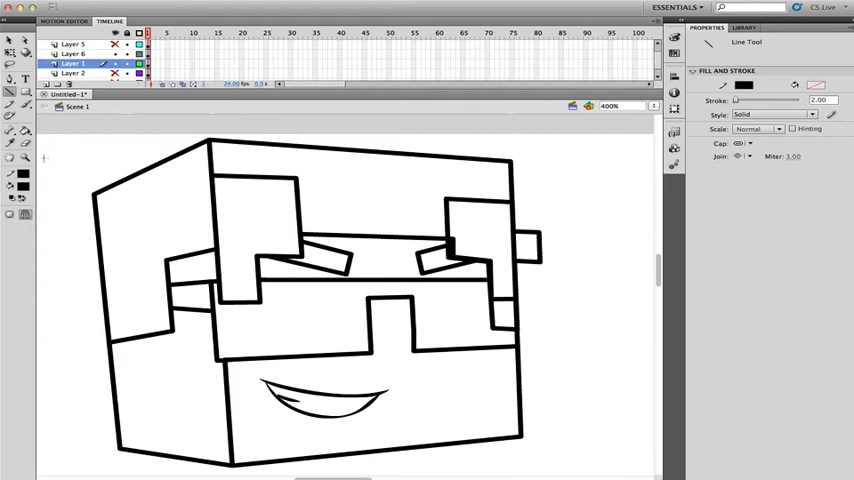 Fl
ESSENTIALS
CS Live
MOTION EDITOR
TIMELINE
PROPERTIES
LIBRARY
1 5 10 15 20 25 30 35 40 45 50 55 60 65 70 75 80 85 90 95 100
Layer 5
Layer 6
Layer 1
Layer 2
1 24.00 fps 0.0 s
Line Tool
FILL AND STROKE
Stroke: 2.00
Style: Solid
Scale: Normal Hinting
Cap:
Join: Miter: 3.00
Untitled-1*
Scene 1
400%